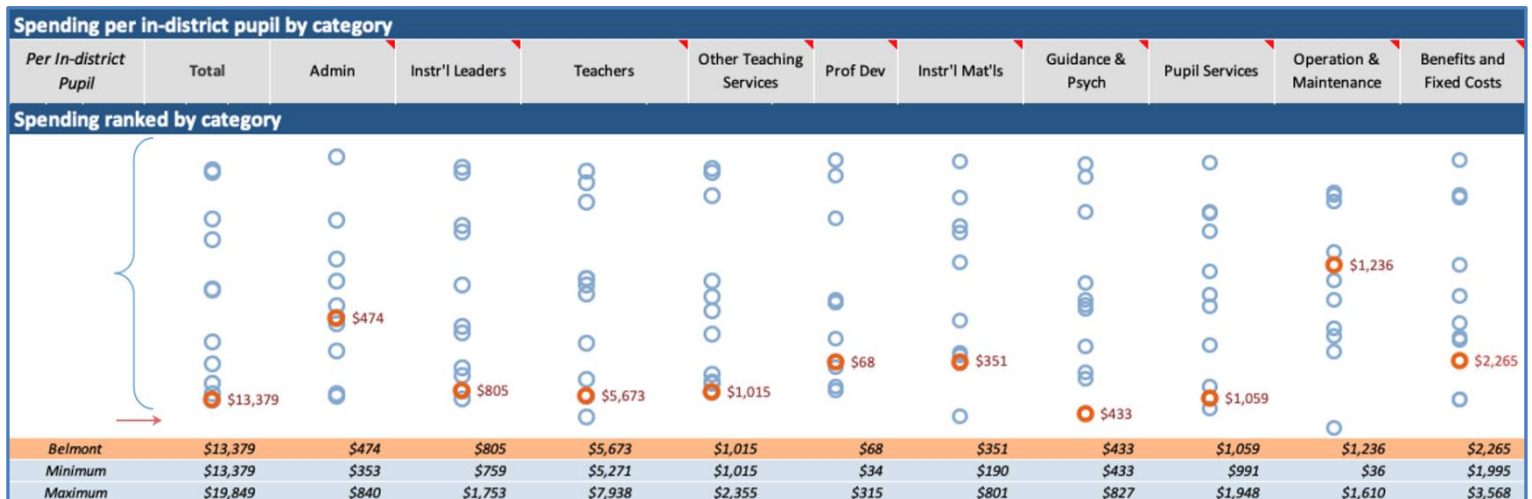 Spending per in-district pupil by category
Per In-district Pupil Total Admin Instr'l Leaders Teachers Other Teaching Services Prof Dev Instr'l Mat'ls Guidance & Psych Pupil Services Operation & Maintenance Benefits and Fixed Costs
Spending ranked by category
$1,236
$474
$68 $351 $2,265
$805 $5,673 $1,015
$13,379 $1,059
$433
Belmont $13,379 $474 $805 $5,673 $1,015 $68 $351 $433 $1,059 $1,236 $2,265
Minimum $13,379 $353 $759 $5,271 $1,015 $34 $190 $433 $991 $36 $1,995
Maximum $19,849 $840 $1,753 $7,938 $2,355 $315 $801 $827 $1,948 $1,610 $3,568